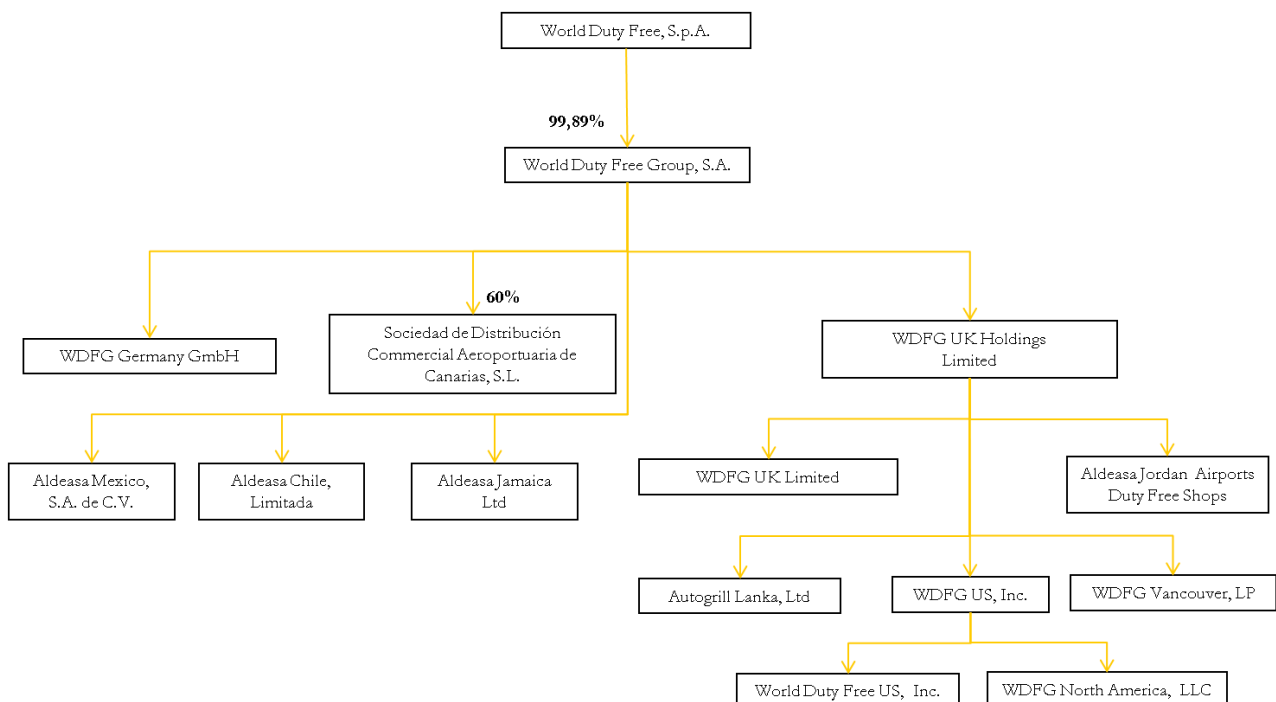 World Duty Free, S.p.A.
99,89%
World Duty Free Group, S.A.
60%
WDFG Germany GmbH
Sociedad de Distribución
Commercial Aeroportuaria de
Canarias, S.L.
WDFG UK Holdings
Limited
Aldeasa Mexico,
S.A. de C.V.
Aldeasa Chile,
Limitada
Aldeasa Jamaica
Ltd
WDFG UK Limited
Aldeasa Jordan Airports
Duty Free Shops
Autogrill Lanka, Ltd
WDFG US, Inc.
WDFG Vancouver, LP
World Duty Free US, Inc.
WDFG North America, LLC